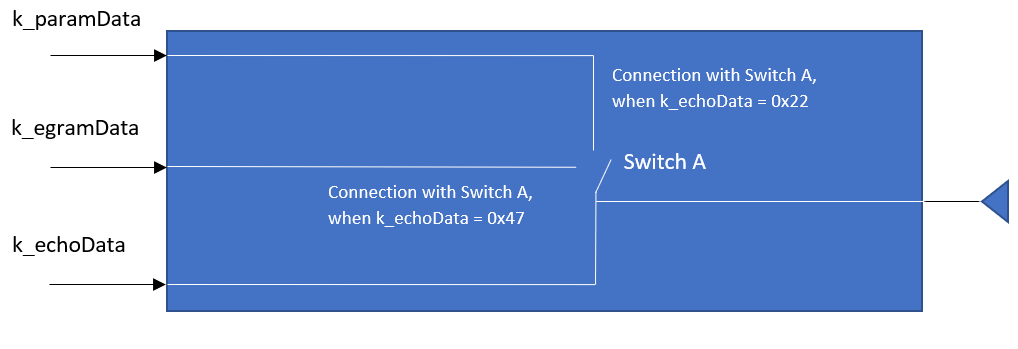 k_paramData
Connection with Switch A,
when k_echoData = 0x22
k_egramData
Switch A
Connection with Switch A,
when k_echoData = 0x47
k_echoData